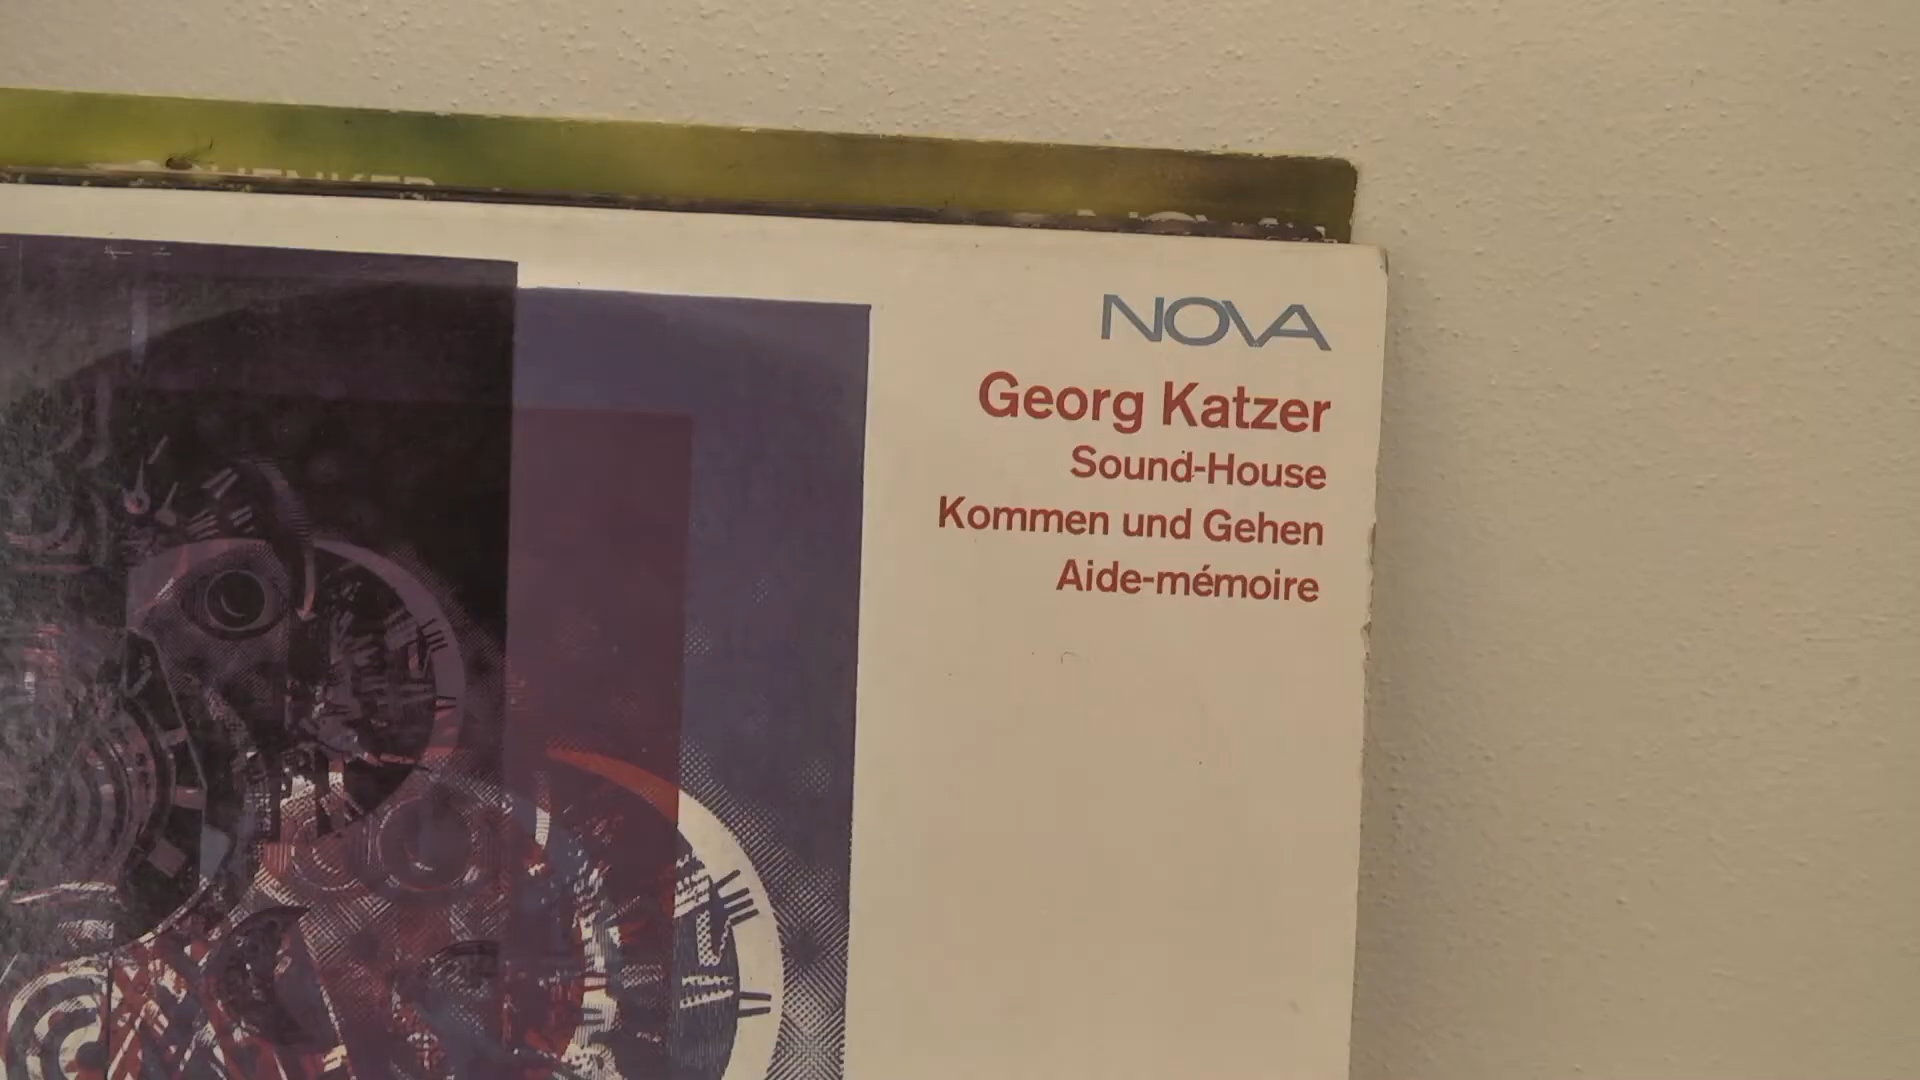 NOVA
Georg Katzer
Sound-House
Kommen und Gehen
Aide-mémoire